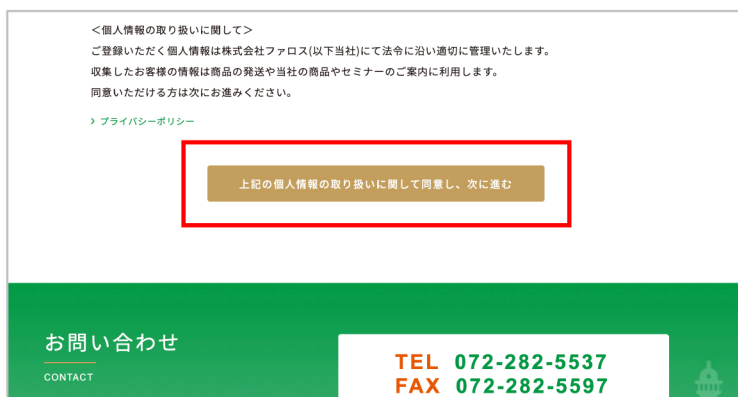 ＜個人情報の取り扱いに関して＞
ご登録いただく個人情報は株式会社ファロス(以下当社)にて法令に沿い適切に管理いたします。
収集したお客様の情報は商品の発送や当社の商品やセミナーのご案内に利用します。
同意いただける方は次にお進みください。
› プライバシーポリシー
上記の個人情報の取り扱いに関して同意し、次に進む
お問い合わせ
CONTACT
TEL 072-282-5537
FAX 072-282-5597